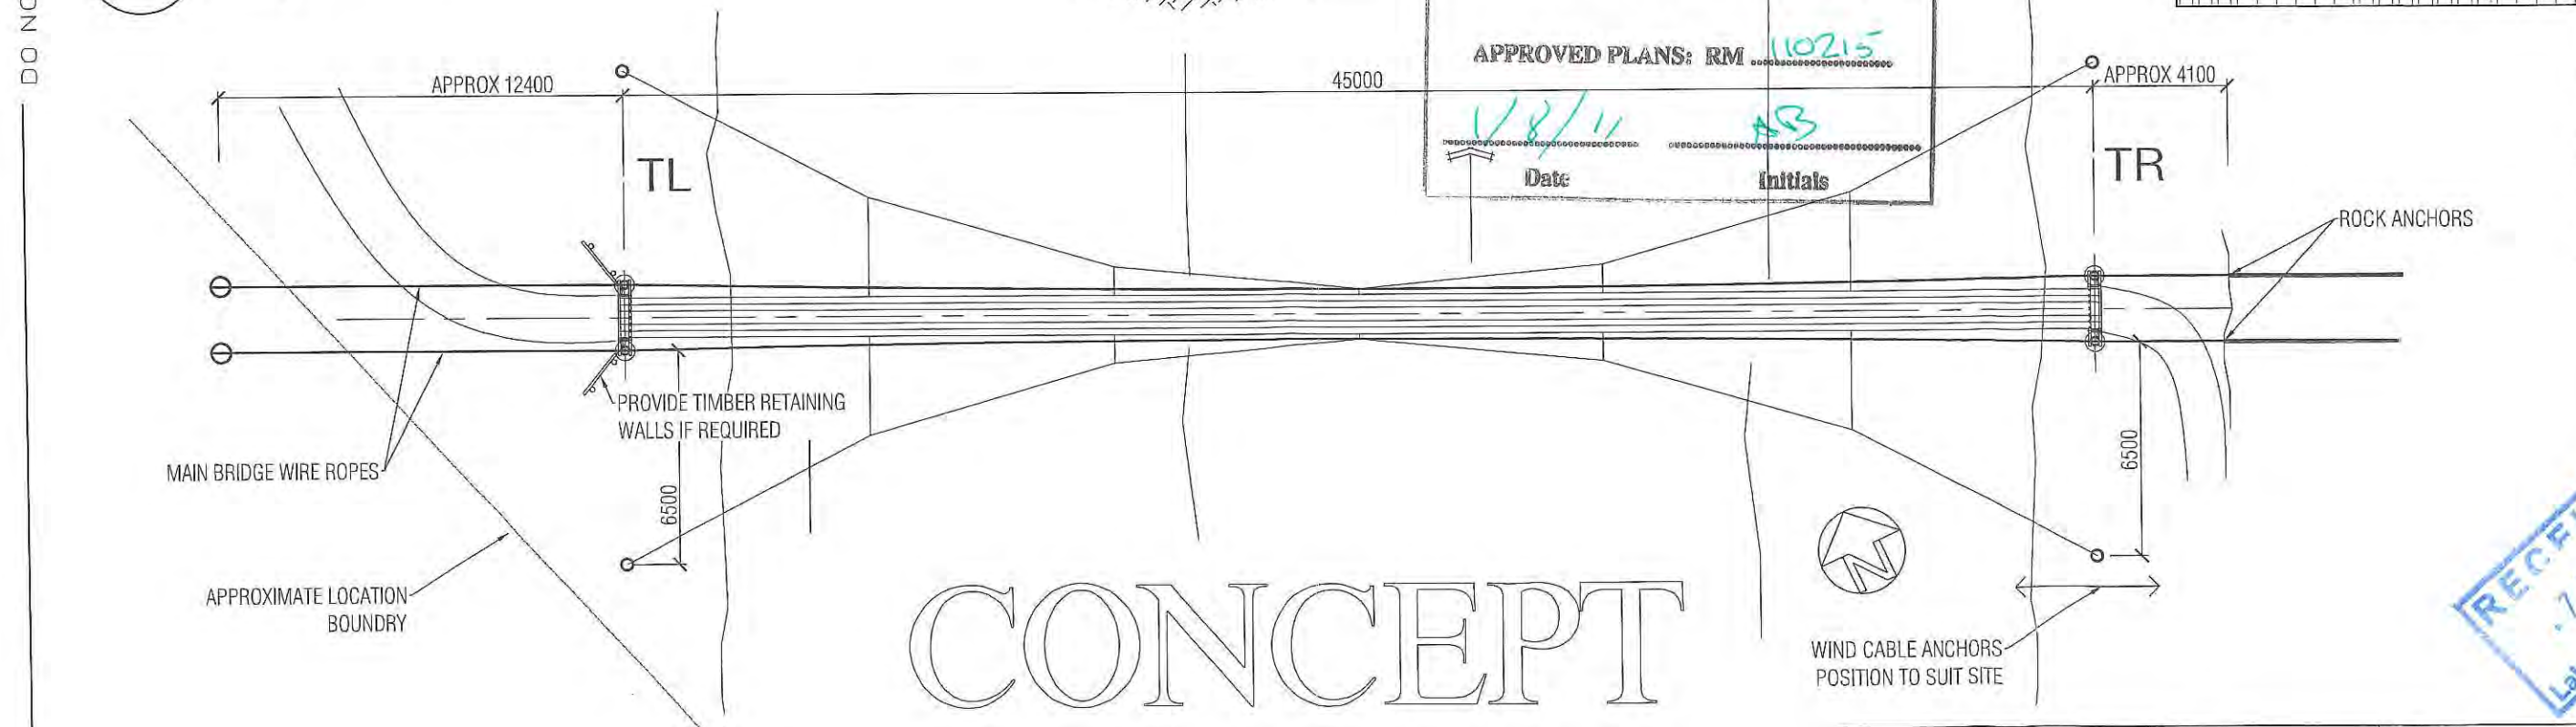 DO NO
APPROVED PLANS: RM 110215
1/8/11 AB
Date Initials
APPROX 12400
45000
APPROX 4100
TL
TR
ROCK ANCHORS
PROVIDE TIMBER RETAINING
WALLS IF REQUIRED
MAIN BRIDGE WIRE ROPES
6500
6500
APPROXIMATE LOCATION
BOUNDRY
N
CONCEPT
WIND CABLE ANCHORS
POSITION TO SUIT SITE
RECE
La